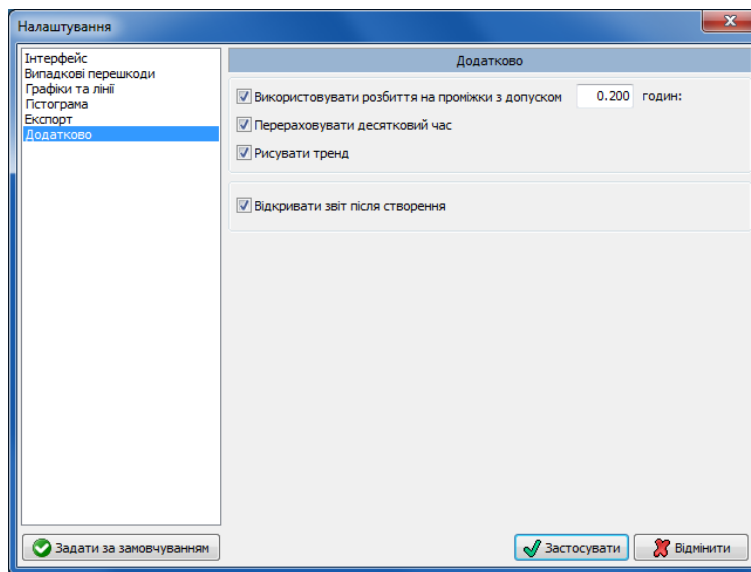 Налаштування
Інтерфейс
Випадкові перешкоди
Графіки та лінії
Гістограма
Експорт
Додатково
Додатково
Використовувати розбиття на проміжки з допуском 0.200 годин:
Перераховувати десятковий час
Рисувати тренд
Відкривати звіт після створення
Задати за замовчуванням
Застосувати
Відмінити